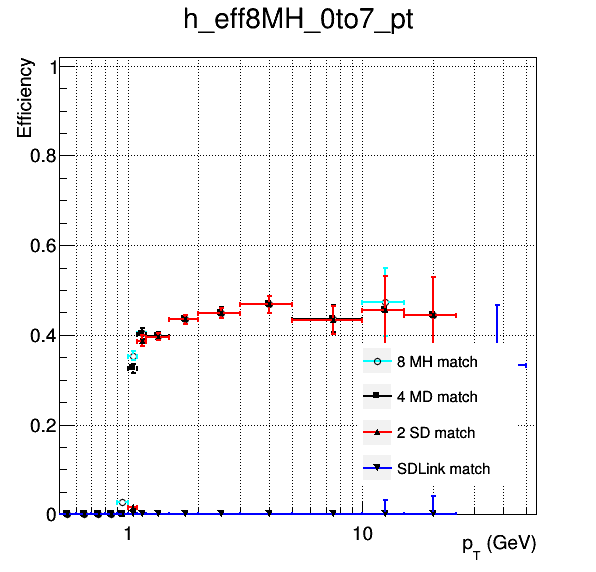 h_eff8MH_0to7_pt
Efficiency
1
0.8
0.6
0.4
0.2
0
8 MH match
4 MD match
2 SD match
SDLink match
1
10
p_T (GeV)